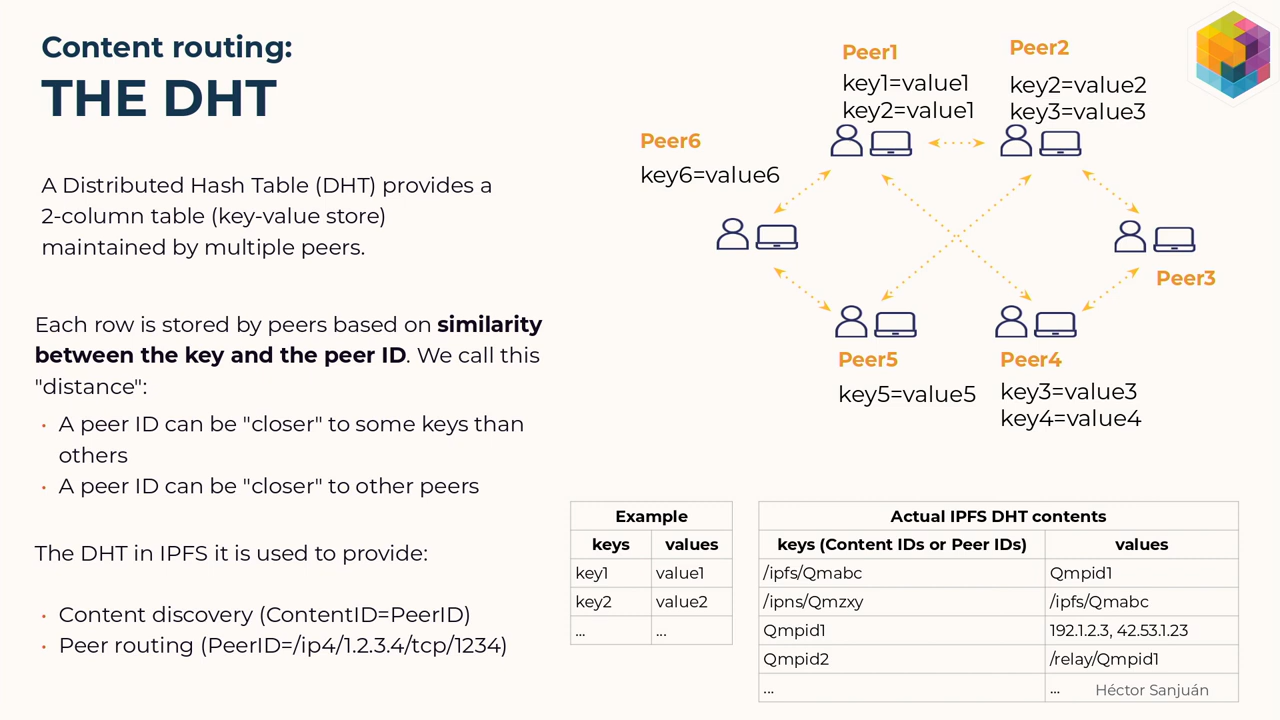 Content routing:
THE DHT
A Distributed Hash Table (DHT) provides a
2-column table (key-value store)
maintained by multiple peers.
Each row is stored by peers based on similarity
between the key and the peer ID. We call this
"distance":
· A peer ID can be "closer" to some keys than
others
· A peer ID can be "closer" to other peers
The DHT in IPFS it is used to provide:
· Content discovery (ContentID=PeerID)
· Peer routing (PeerID=/ip4/1.2.3.4/tcp/1234)
Peer1
key1=value1
key2=value1
Peer2
key2=value2
key3=value3
Peer6
key6=value6
Peer3
Peer5
key5=value5
Peer4
key3=value3
key4=value4
Example
keys values
key1 value1
key2 value2
... ...
Actual IPFS DHT contents
keys (Content IDs or Peer IDs) values
/ipfs/Qmabc Qmpid1
/ipns/Qmzxy /ipfs/Qmabc
Qmpid1 192.1.2.3, 42.53.1.23
Qmpid2 /relay/Qmpid1
... ...
Héctor Sanjuán